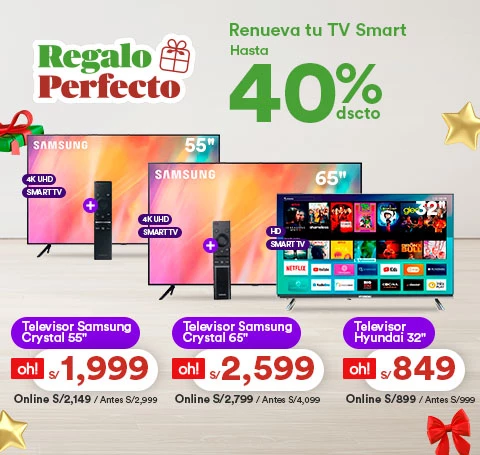 Regalo
Perfecto
Renueva tu TV Smart
Hasta
40%
dscto
SAMSUNG
55"
4K UHD
SMART TV
+
SAMSUNG
65"
4K UHD
SMART TV
+
32"
HD
SMART TV
NETFLIX
YouTube
Televisor Samsung
Crystal 55"
oh! S/1,999
Online S/2,149 / Antes S/2,999
Televisor Samsung
Crystal 65"
oh! S/2,599
Online S/2,799 / Antes S/4,099
Televisor
Hyundai 32"
oh! S/849
Online S/899 / Antes S/999